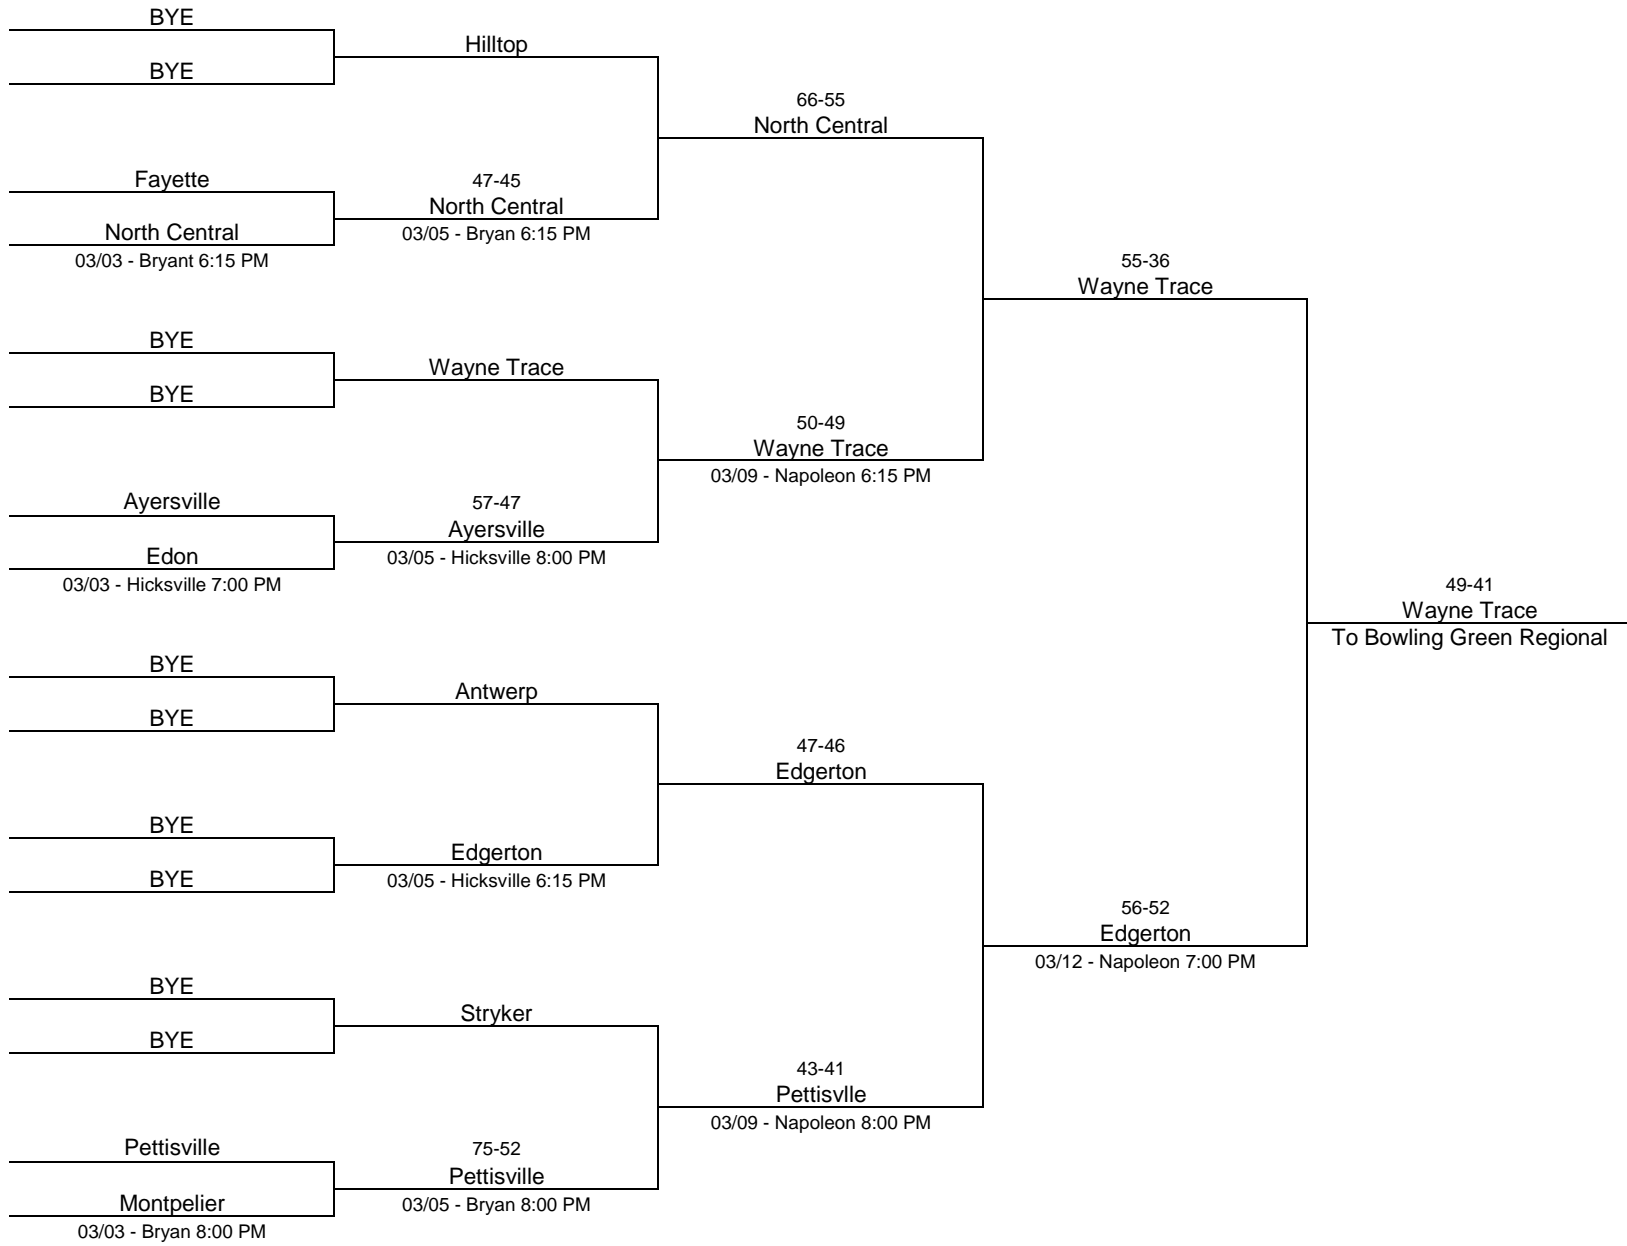 BYE
BYE
Hilltop
66-55
North Central
Fayette
North Central
03/03 - Bryant 6:15 PM
47-45
North Central
03/05 - Bryan 6:15 PM
55-36
Wayne Trace
BYE
BYE
Wayne Trace
50-49
Wayne Trace
03/09 - Napoleon 6:15 PM
Ayersville
Edon
03/03 - Hicksville 7:00 PM
57-47
Ayersville
03/05 - Hicksville 8:00 PM
49-41
Wayne Trace
To Bowling Green Regional
BYE
BYE
Antwerp
47-46
Edgerton
BYE
BYE
Edgerton
03/05 - Hicksville 6:15 PM
56-52
Edgerton
03/12 - Napoleon 7:00 PM
BYE
BYE
Stryker
43-41
Pettisvlle
03/09 - Napoleon 8:00 PM
Pettisville
Montpelier
03/03 - Bryan 8:00 PM
75-52
Pettisville
03/05 - Bryan 8:00 PM